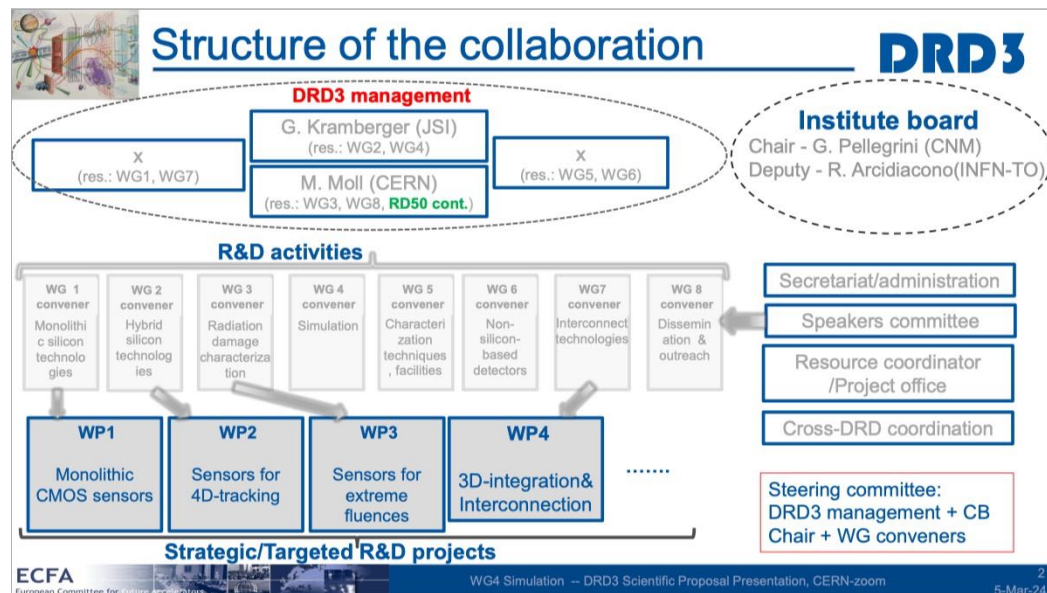 Structure of the collaboration
DRD3
DRD3 management
G. Kramberger (JSI)
(res.: WG2, WG4)
x
(res.: WG1, WG7)
x
(res.: WG5, WG6)
M. Moll (CERN)
(res.: WG3, WG8, RD50 cont.)
Institute board
Chair - G. Pellegrini (CNM)
Deputy - R. Arcidiacono(INFN-TO)
R&D activities
WG 1
convener
Monolithi
c silicon
technolo
gies
WG 2
convener
Hybrid
silicon
technolog
ies
WG 3
convener
Radiation
damage
characteriza
tion
WG 4
convener
Simulation
WG 5
convener
Characteri
zation
techniques
, facilities
WG 6
convener
Non-
silicon-
based
detectors
WG7
convener
Interconnect
technologies
WG 8
convener
Dissemin
ation &
outreach
Secretariat/administration
Speakers committee
Resource coordinator
/Project office
Cross-DRD coordination
WP1
Monolithic
CMOS sensors
WP2
Sensors for
4D-tracking
WP3
Sensors for
extreme
fluences
WP4
3D-integration&
Interconnection
.......
Strategic/Targeted R&D projects
Steering committee:
DRD3 management + CB
Chair + WG conveners
ECFA
European Committee for Future Accelerators
WG4 Simulation -- DRD3 Scientific Proposal Presentation, CERN-zoom
2
5-Mar-24